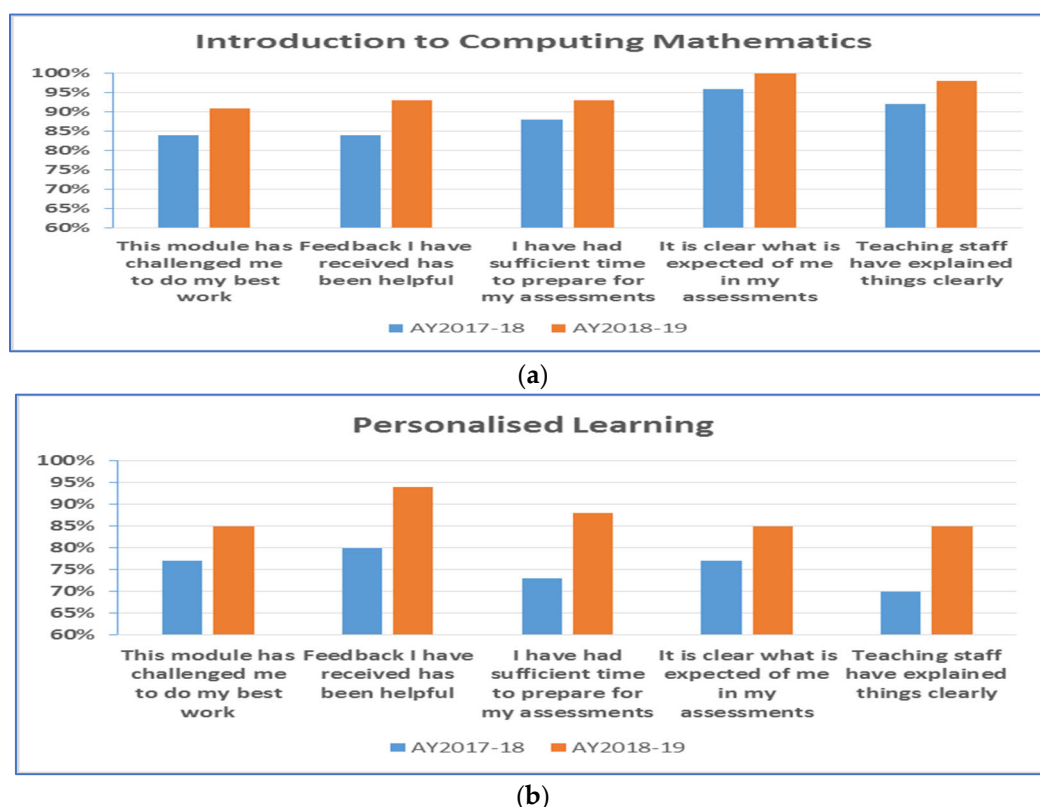 Introduction to Computing Mathematics
100%
95%
90%
85%
80%
75%
70%
65%
60%
This module has challenged me to do my best work
Feedback I have received has been helpful
I have had sufficient time to prepare for my assessments
It is clear what is expected of me in my assessments
Teaching staff have explained things clearly
AY2017-18 AY2018-19
(a)
Personalised Learning
100%
95%
90%
85%
80%
75%
70%
65%
60%
This module has challenged me to do my best work
Feedback I have received has been helpful
I have had sufficient time to prepare for my assessments
It is clear what is expected of me in my assessments
Teaching staff have explained things clearly
AY2017-18 AY2018-19
(b)